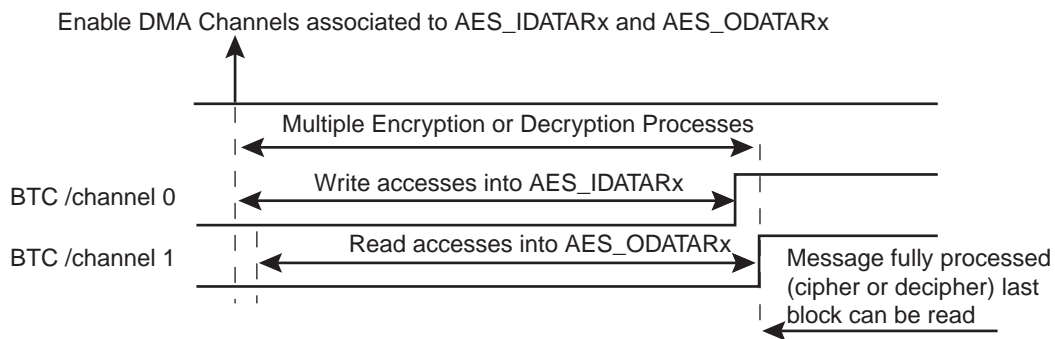 Enable DMA Channels associated to AES_IDATARx and AES_ODATARx
Multiple Encryption or Decryption Processes
BTC /channel 0
Write accesses into AES_IDATARx
BTC /channel 1
Read accesses into AES_ODATARx
Message fully processed
(cipher or decipher) last
block can be read